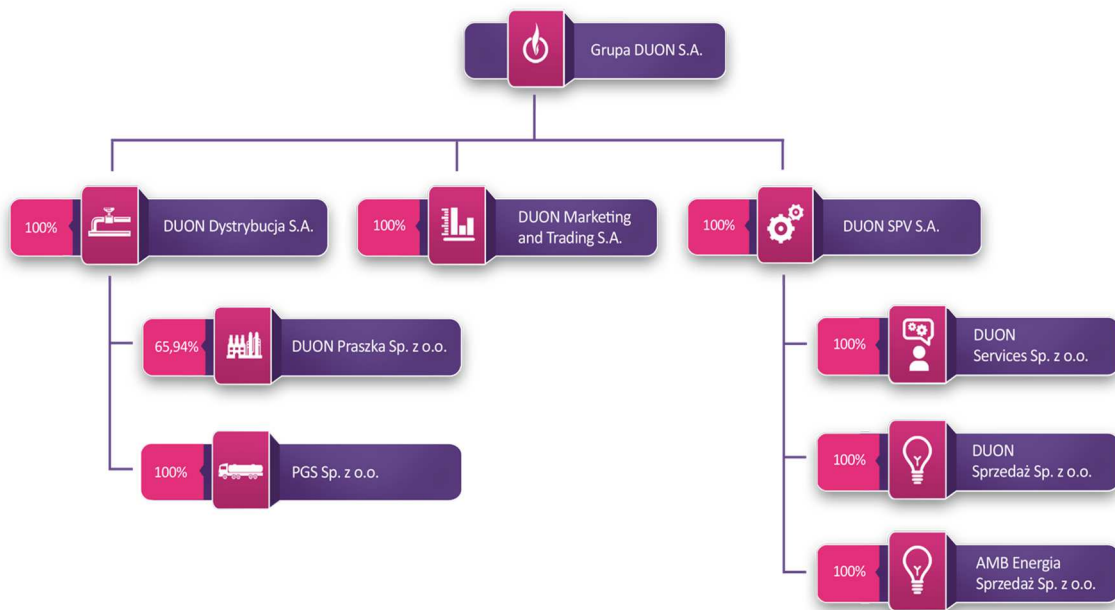 Grupa DUON S.A.
100%
DUON Dystrybucja S.A.
100%
DUON Marketing
and Trading S.A.
100%
DUON SPV S.A.
65,94%
DUON Praszka Sp. z o.o.
100%
PGS Sp. z o.o.
100%
DUON
Services Sp. z o.o.
100%
DUON
Sprzedaż Sp. z o.o.
100%
AMB Energia
Sprzedaż Sp. z o.o.